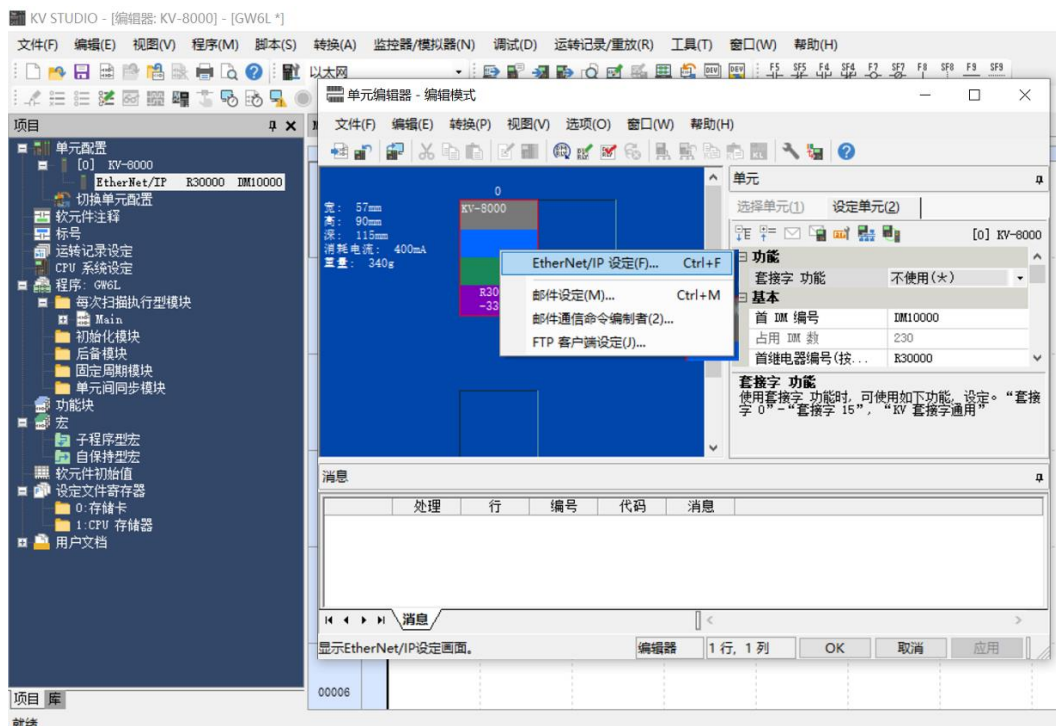 KV STUDIO - [编辑器: KV-8000] - [GW6L *]
文件(F) 编辑(E) 视图(V) 程序(M) 脚本(S) 转换(A) 监控器/模拟器(N) 调试(D) 运转记录/重放(R) 工具(T) 窗口(W) 帮助(H)
以太网
F5 SF5 F4 SF4 F7 SF7 F8 SF8 F9 SF9
项目
单元配置
[0] KV-8000
EtherNet/IP R30000 DM10000
切换单元配置
软元件注释
标号
运转记录设定
CPU 系统设定
程序: GW6L
每次扫描执行型模块
Main
初始化模块
后备模块
固定周期模块
单元间同步模块
功能块
宏
子程序型宏
自保持型宏
软元件初始值
设定文件寄存器
0:存储卡
1:CPU 存储器
用户文档
项目 库
就绪
单元编辑器 - 编辑模式
文件(F) 编辑(E) 转换(P) 视图(V) 选项(O) 窗口(W) 帮助(H)
宽: 57mm
高: 90mm
深: 115mm
消耗电流: 400mA
重量: 340g
0
KV-8000
R30
-33
EtherNet/IP 设定(F)... Ctrl+F
邮件设定(M)... Ctrl+M
邮件通信命令编制者(2)...
FTP 客户端设定(J)...
单元
选择单元(1) 设定单元(2)
[0] KV-8000
功能
套接字 功能 不使用(*)
基本
首 DM 编号 DM10000
占用 DM 数 230
首继电器编号(按... R30000
套接字 功能
使用套接字 功能时, 可使用如下功能, 设定。“套接
字 0”-“套接字 15”, “KV 套接字通用”
消息
处理 行 编号 代码 消息
消息
显示EtherNet/IP设定画面。 编辑器 1 行, 1 列 OK 取消 应用
00006